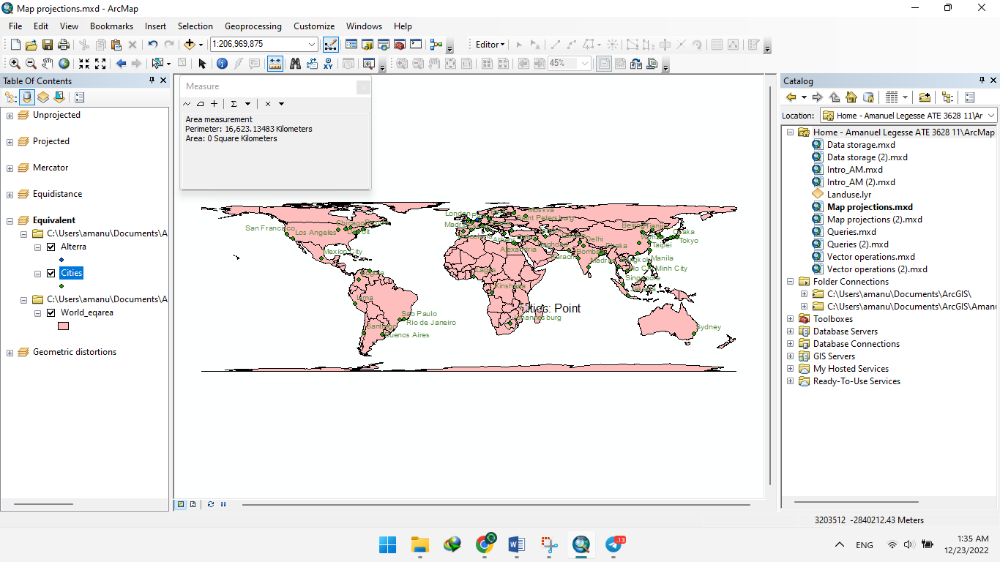 Map projections.mxd - ArcMap
File Edit View Bookmarks Insert Selection Geoprocessing Customize Windows Help
1:206,969,875
Editor
45%
Table Of Contents
Unprojected
Projected
Mercator
Equidistance
Equivalent
C:\Users\amanu\Documents\A
Alterra
Cities
C:\Users\amanu\Documents\A
World_eqarea
Geometric distortions
Measure
Area measurement
Perimeter: 16,623.13483 Kilometers
Area: 0 Square Kilometers
London
Moskva
Saint Petersburg
Madrid
San Francisco
Los Angeles
Chicago
Detroit
Mexico City
Athens
Alexandria
Baghdad
Karachi
Delhi
Dhaka
Beijing
Tianjin
Osaka
Tokyo
Taipei
Manila
Ho Chi Minh City
Singapore
Jakarta
Bogota
Lima
Lagos
Kinshasa
Sao Paulo
Rio de Janeiro
Santiago
Buenos Aires
Johannesburg
Sydney
Cities: Point
Catalog
Location: Home - Amanuel Legesse ATE 3628 11\Ar
Home - Amanuel Legesse ATE 3628 11\ArcMap
Data storage.mxd
Data storage (2).mxd
Intro_AM.mxd
Intro_AM (2).mxd
Landuse.lyr
Map projections.mxd
Map projections (2).mxd
Queries.mxd
Queries (2).mxd
Vector operations.mxd
Vector operations (2).mxd
Folder Connections
C:\Users\amanu\Documents\ArcGIS\
C:\Users\amanu\Documents\ArcGIS\Amanu
Toolboxes
Database Servers
Database Connections
GIS Servers
My Hosted Services
Ready-To-Use Services
3203512 -2840212.43 Meters
13
ENG
1:35 AM
12/23/2022